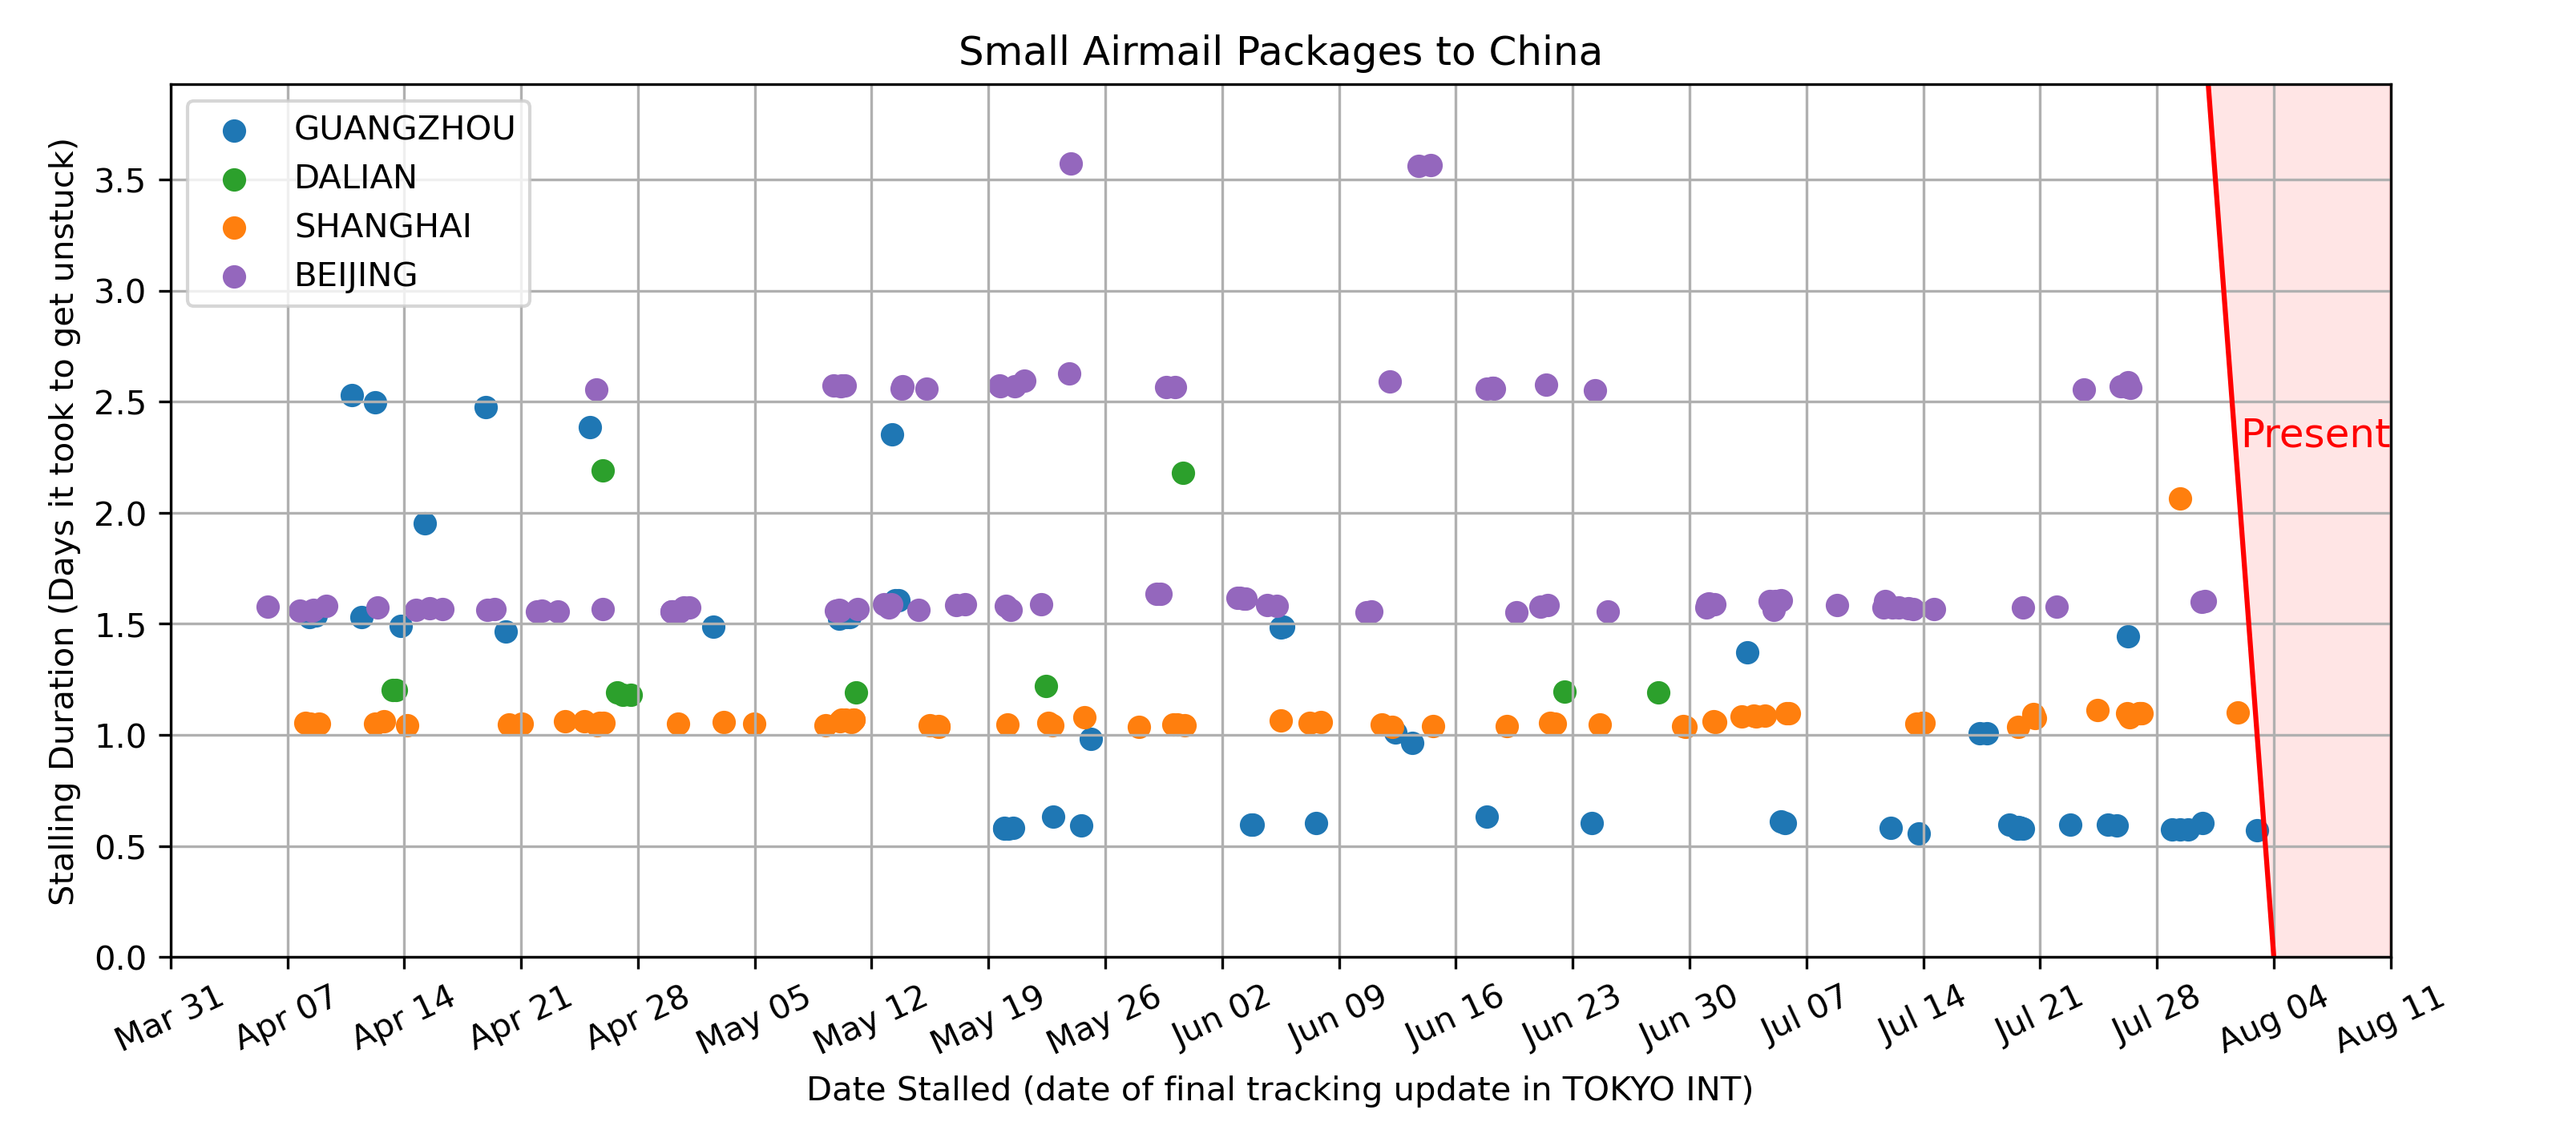 Small Airmail Packages to China
GUANGZHOU
DALIAN
SHANGHAI
BEIJING
Stalling Duration (Days it took to get unstuck)
3.5
3.0
2.5
2.0
1.5
1.0
0.5
0.0
Present
Mar 31
Apr 07
Apr 14
Apr 21
Apr 28
May 05
May 12
May 19
May 26
Jun 02
Jun 09
Jun 16
Jun 23
Jun 30
Jul 07
Jul 14
Jul 21
Jul 28
Aug 04
Aug 11
Date Stalled (date of final tracking update in TOKYO INT)